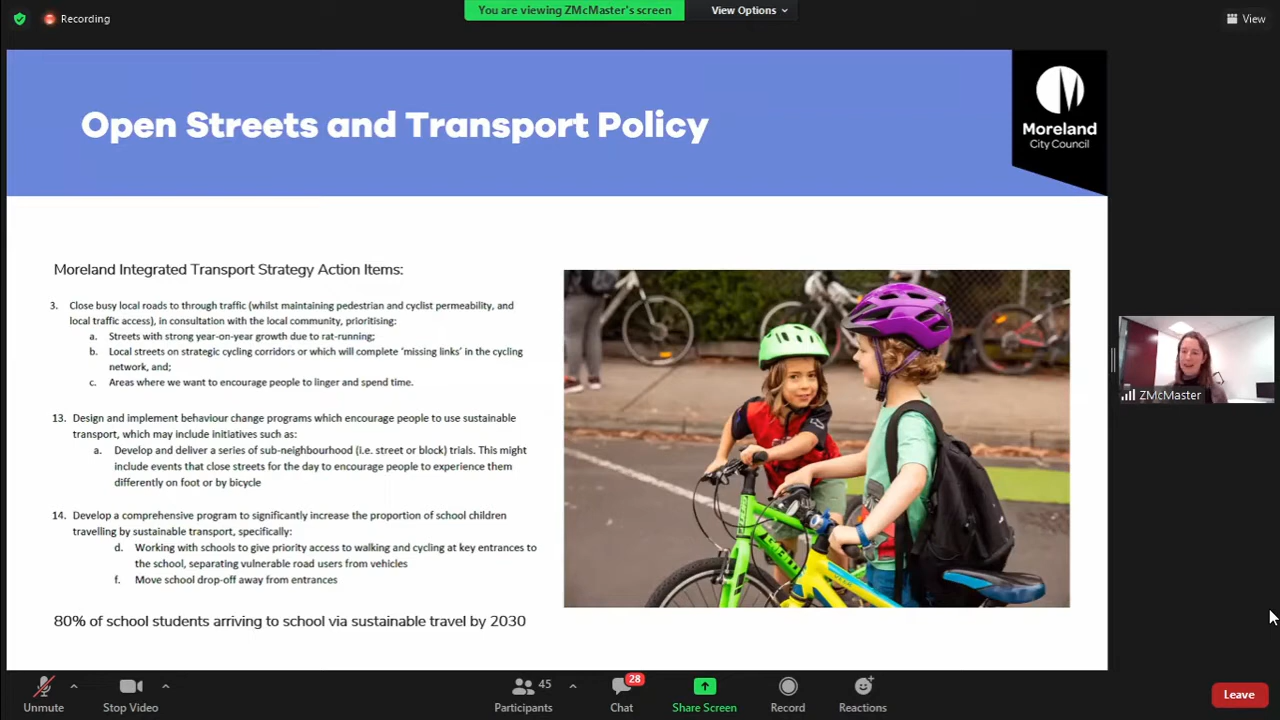 Recording
You are viewing ZMcMaster's screen
View Options
View
Open Streets and Transport Policy
Moreland
City Council
Moreland Integrated Transport Strategy Action Items:
3. Close busy local roads to through traffic (whilst maintaining pedestrian and cyclist permeability, and
local traffic access), in consultation with the local community, prioritising:
a. Streets with strong year-on-year growth due to rat-running;
b. Local streets on strategic cycling corridors or which will complete 'missing links' in the cycling
network, and;
c. Areas where we want to encourage people to linger and spend time.
13. Design and implement behaviour change programs which encourage people to use sustainable
transport, which may include initiatives such as:
a. Develop and deliver a series of sub-neighbourhood (i.e. street or block) trials. This might
include events that close streets for the day to encourage people to experience them
differently on foot or by bicycle
14. Develop a comprehensive program to significantly increase the proportion of school children
travelling by sustainable transport, specifically:
d. Working with schools to give priority access to walking and cycling at key entrances to
the school, separating vulnerable road users from vehicles
f. Move school drop-off away from entrances
80% of school students arriving to school via sustainable travel by 2030
ZMcMaster
Unmute
Stop Video
45
Participants
28
Chat
Share Screen
Record
Reactions
Leave